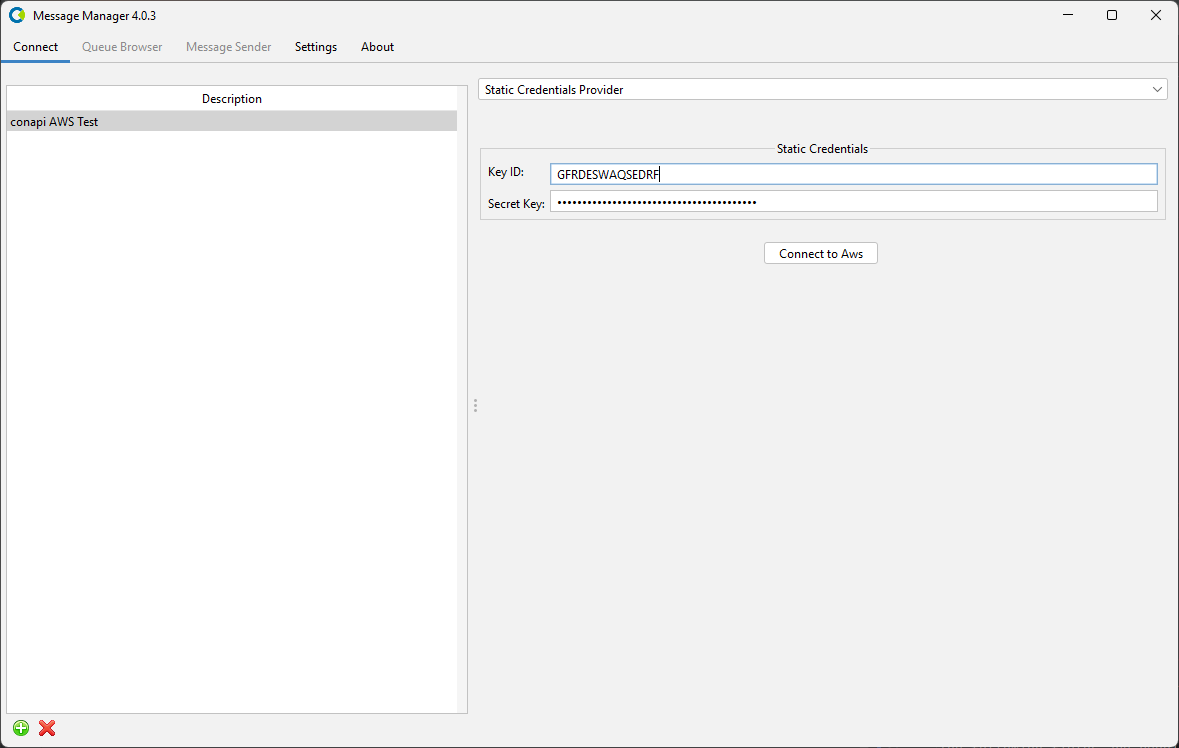 Message Manager 4.0.3
Connect Queue Browser Message Sender Settings About
Description
conapi AWS Test
Static Credentials Provider
Static Credentials
Key ID: GFRDESWAQSEDRF
Secret Key: ••••••••••••••••••••••••••••••••••••••••
Connect to Aws